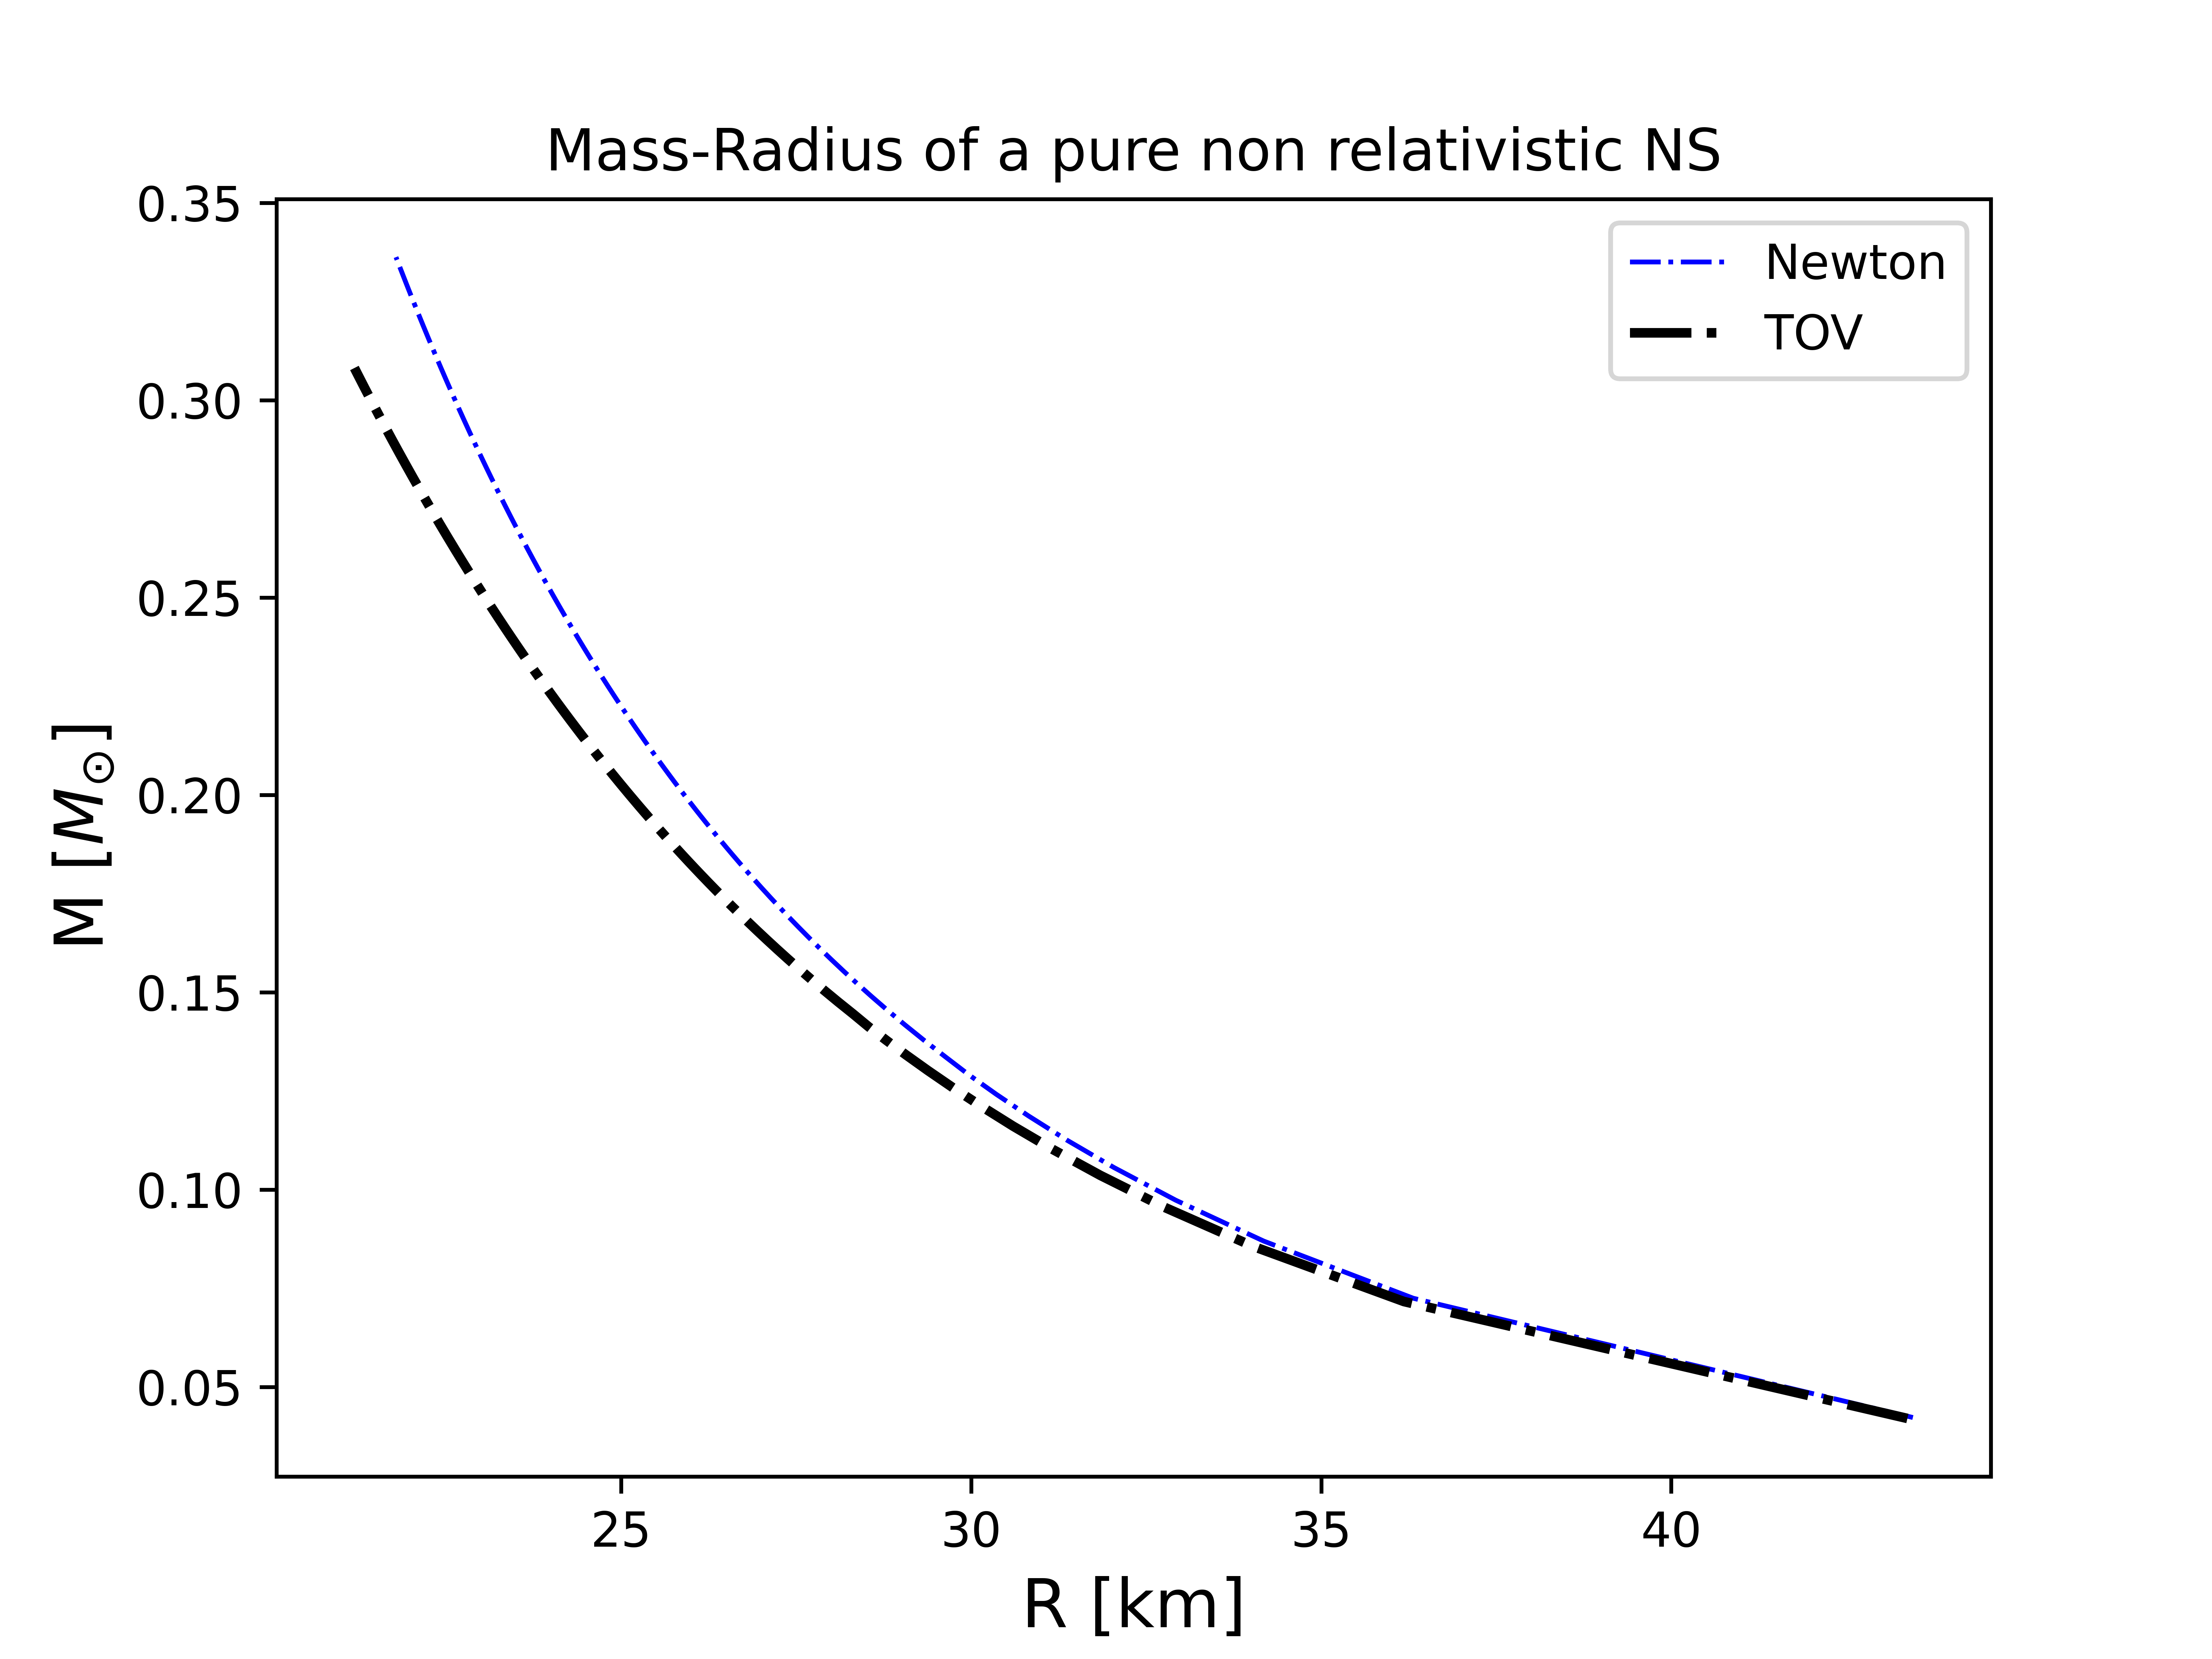 Mass-Radius of a pure non relativistic NS
Newton
TOV
M [M⊙]
0.35
0.30
0.25
0.20
0.15
0.10
0.05
25 30 35 40
R [km]